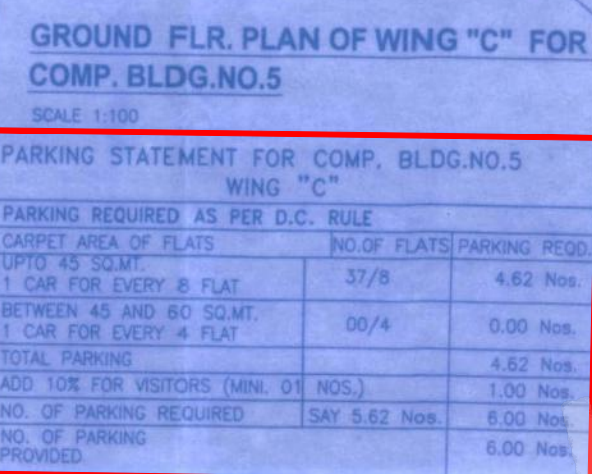 GROUND FLR. PLAN OF WING "C" FOR
COMP. BLDG.NO.5
SCALE 1:100
PARKING STATEMENT FOR COMP. BLDG.NO.5
WING "C"
PARKING REQUIRED AS PER D.C. RULE
CARPET AREA OF FLATS NO.OF FLATS PARKING REQD.
UPTO 45 SQ.MT.
1 CAR FOR EVERY 8 FLAT 37/8 4.62 Nos.
BETWEEN 45 AND 60 SQ.MT.
1 CAR FOR EVERY 4 FLAT 00/4 0.00 Nos.
TOTAL PARKING 4.62 Nos.
ADD 10% FOR VISITORS (MINI. 01 NOS.) 1.00 Nos.
NO. OF PARKING REQUIRED SAY 5.62 Nos. 6.00 Nos.
NO. OF PARKING
PROVIDED 6.00 Nos.